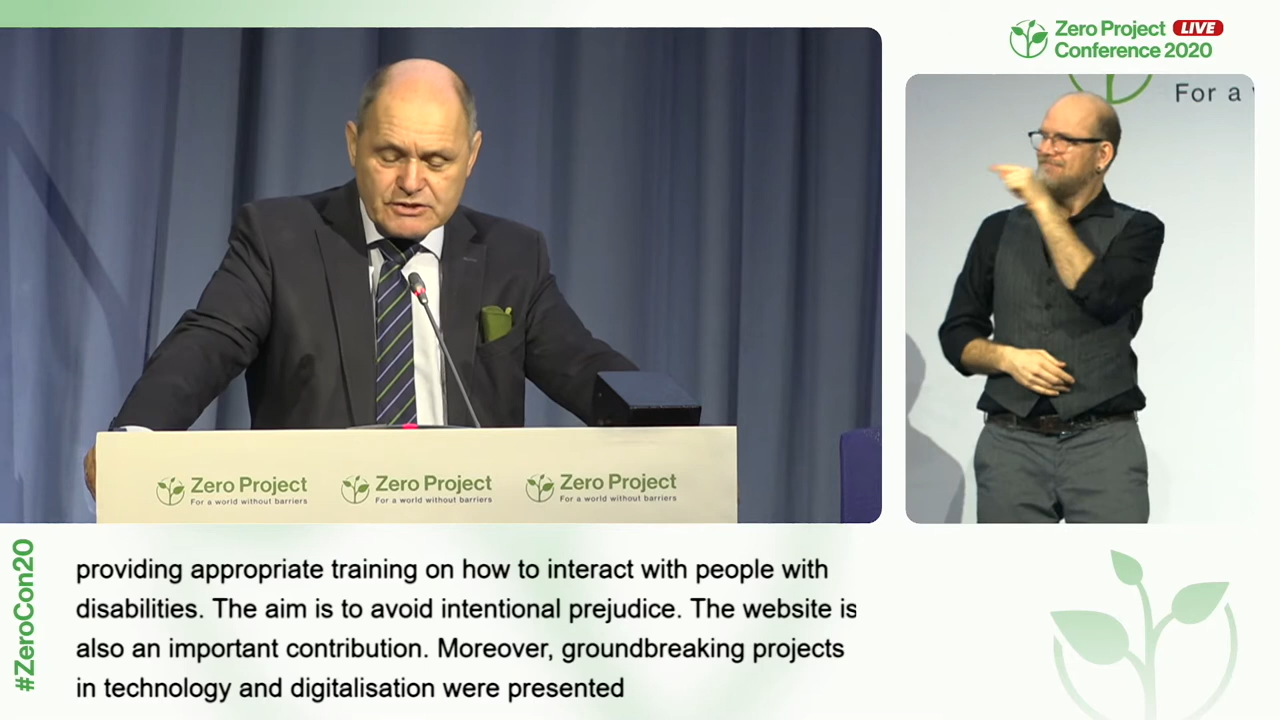 Zero Project LIVE
Conference 2020
For a
Zero Project
For a world without barriers
Zero Project
For a world without barriers
Zero Project
For a world without barriers
#ZeroCon20
providing appropriate training on how to interact with people with
disabilities. The aim is to avoid intentional prejudice. The website is
also an important contribution. Moreover, groundbreaking projects
in technology and digitalisation were presented